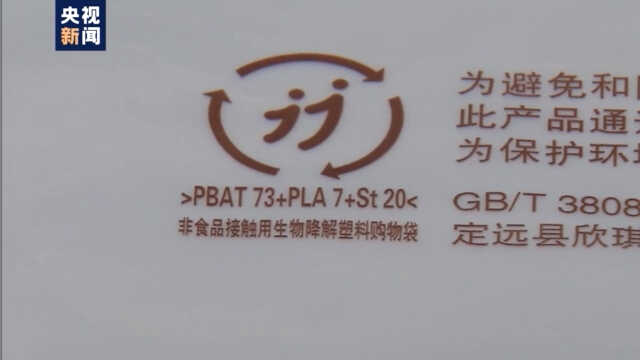 央视
新闻
为避免和
此产品通
为保护环
>PBAT 73+PLA 7+St 20<
非食品接触用生物降解塑料购物袋
GB/T 3808
定远县欣琪